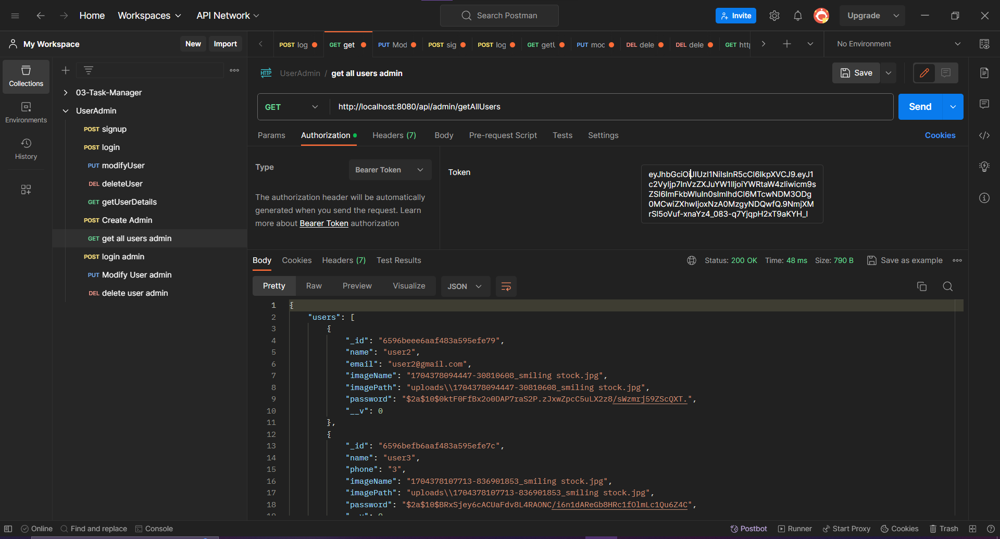 Home Workspaces API Network Search Postman Invite Upgrade
My Workspace New Import
POST log GET get PUT Mod POST sig POST log GET getU PUT moc DEL dele DEL dele GET http No Environment
Collections
Environments
History
03-Task-Manager
UserAdmin
POST signup
POST login
PUT modifyUser
DEL deleteUser
GET getUserDetails
POST Create Admin
GET get all users admin
POST login admin
PUT Modify User admin
DEL delete user admin
HTTP UserAdmin / get all users admin Save
GET http://localhost:8080/api/admin/getAllUsers Send
Params Authorization Headers (7) Body Pre-request Script Tests Settings Cookies
Type Bearer Token
The authorization header will be automatically
generated when you send the request. Learn
more about Bearer Token authorization
Token
Body Cookies Headers (7) Test Results Status: 200 OK Time: 48 ms Size: 790 B Save as example
Pretty Raw Preview Visualize JSON
1 {
2 "users": [
3 {
4 "_id": "6596beee6aaf483a595efe79",
5 "name": "user2",
6 "email": "user2@gmail.com",
7 "imageName": "1704378094447-30810608_smiling stock.jpg",
8 "imagePath": "uploads\\1704378094447-30810608_smiling stock.jpg",
9 "password": "$2a$10$0ktF0FfBx2o0DAP7raS2P.zJxwZpcC5uLX2z8/sWzmrj59ZScQXT.",
10 "__v": 0
11 },
12 {
13 "_id": "6596befb6aaf483a595efe7c",
14 "name": "user3",
15 "phone": "3",
16 "imageName": "1704378107713-836901853_smiling stock.jpg",
17 "imagePath": "uploads\\1704378107713-836901853_smiling stock.jpg",
18 "password": "$2a$10$BRxSjey6cACUaFdv8L4RAONC/i6n1dAReGb8HRc1fOlmLc1Qu6Z4C",
Online Find and replace Console Postbot Runner Start Proxy Cookies Trash